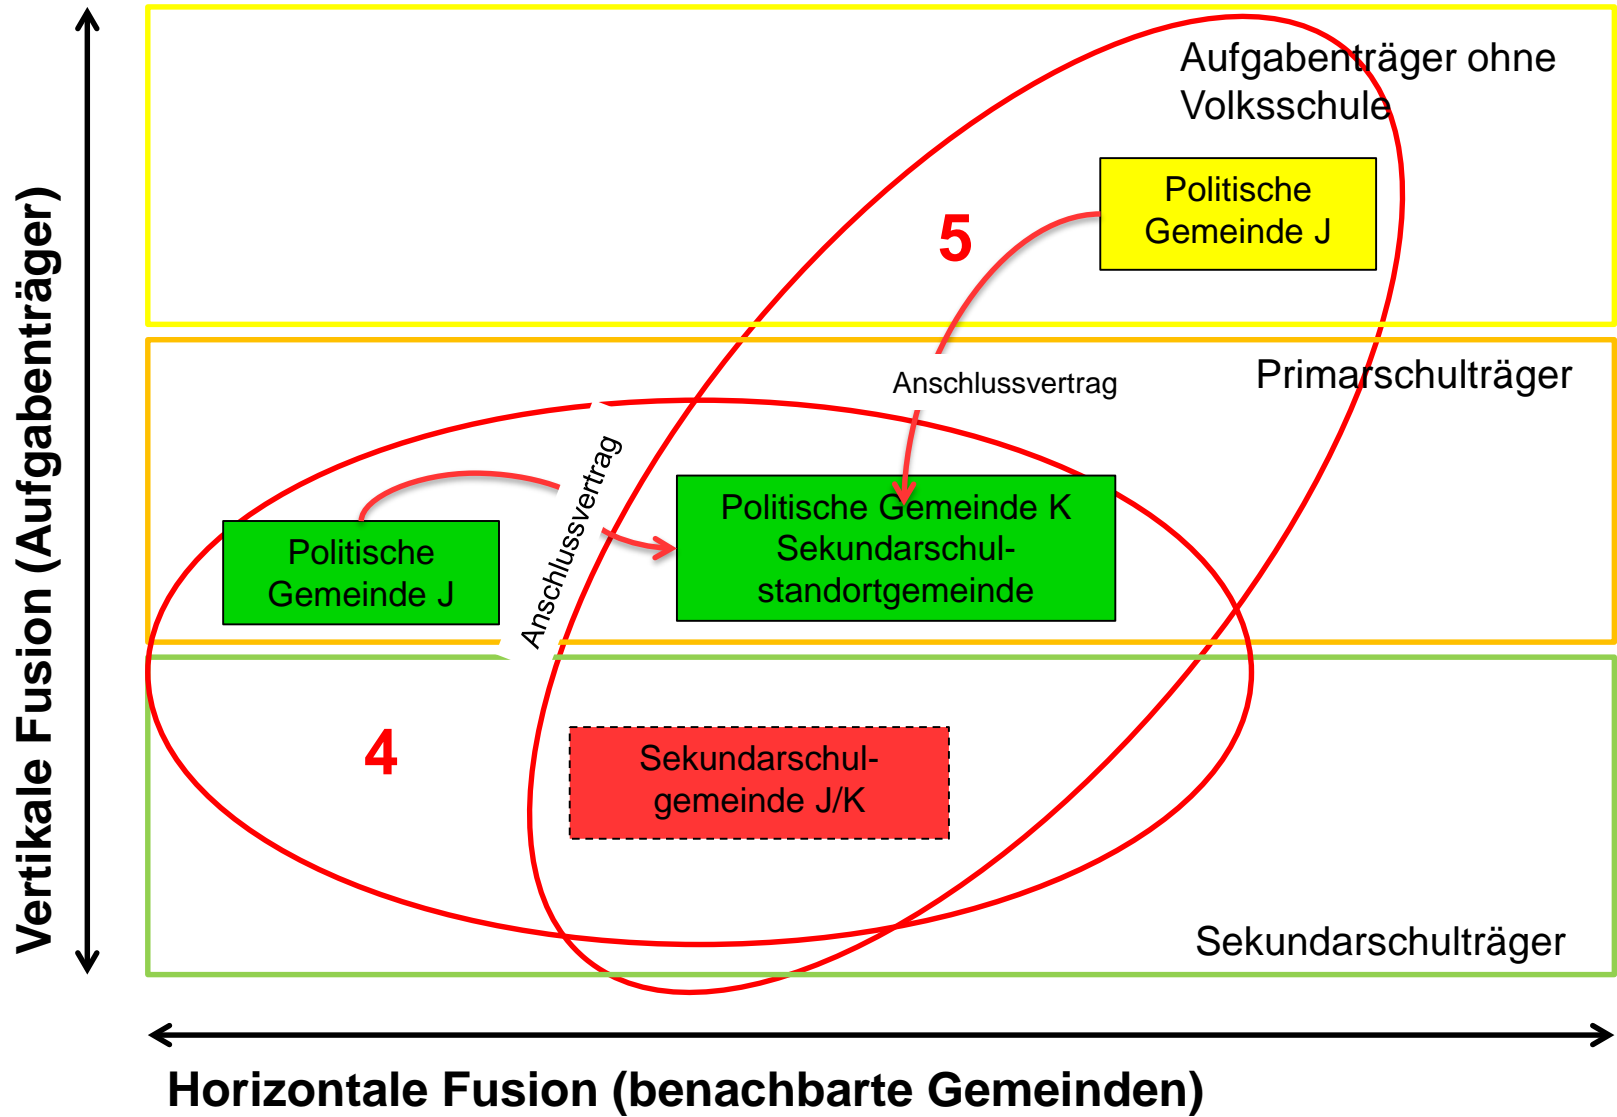 Aufgabenträger ohne
Volksschule
Politische
Gemeinde J
5
Primarschulträger
Anschlussvertrag
Anschlussvertrag
Politische Gemeinde K
Sekundarschul-
standortgemeinde
Politische
Gemeinde J
4
Sekundarschul-
gemeinde J/K
Sekundarschulträger
Vertikale Fusion (Aufgabenträger)
Horizontale Fusion (benachbarte Gemeinden)